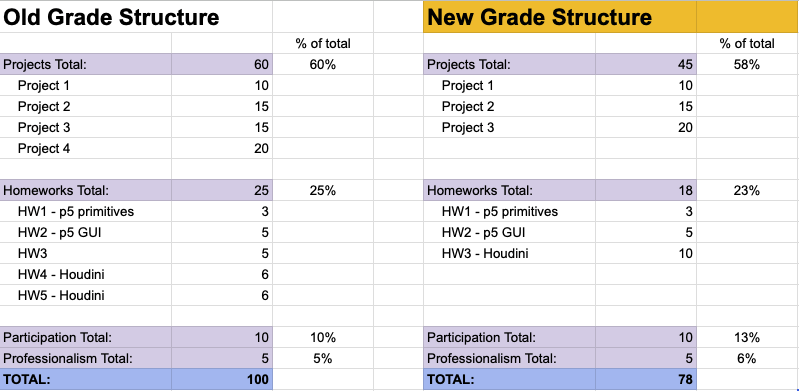 Old Grade Structure New Grade Structure
% of total % of total
Projects Total: 60 60% Projects Total: 45 58%
Project 1 10 Project 1 10
Project 2 15 Project 2 15
Project 3 15 Project 3 20
Project 4 20
Homeworks Total: 25 25% Homeworks Total: 18 23%
HW1 - p5 primitives 3 HW1 - p5 primitives 3
HW2 - p5 GUI 5 HW2 - p5 GUI 5
HW3 5 HW3 - Houdini 10
HW4 - Houdini 6
HW5 - Houdini 6
Participation Total: 10 10% Participation Total: 10 13%
Professionalism Total: 5 5% Professionalism Total: 5 6%
TOTAL: 100 TOTAL: 78